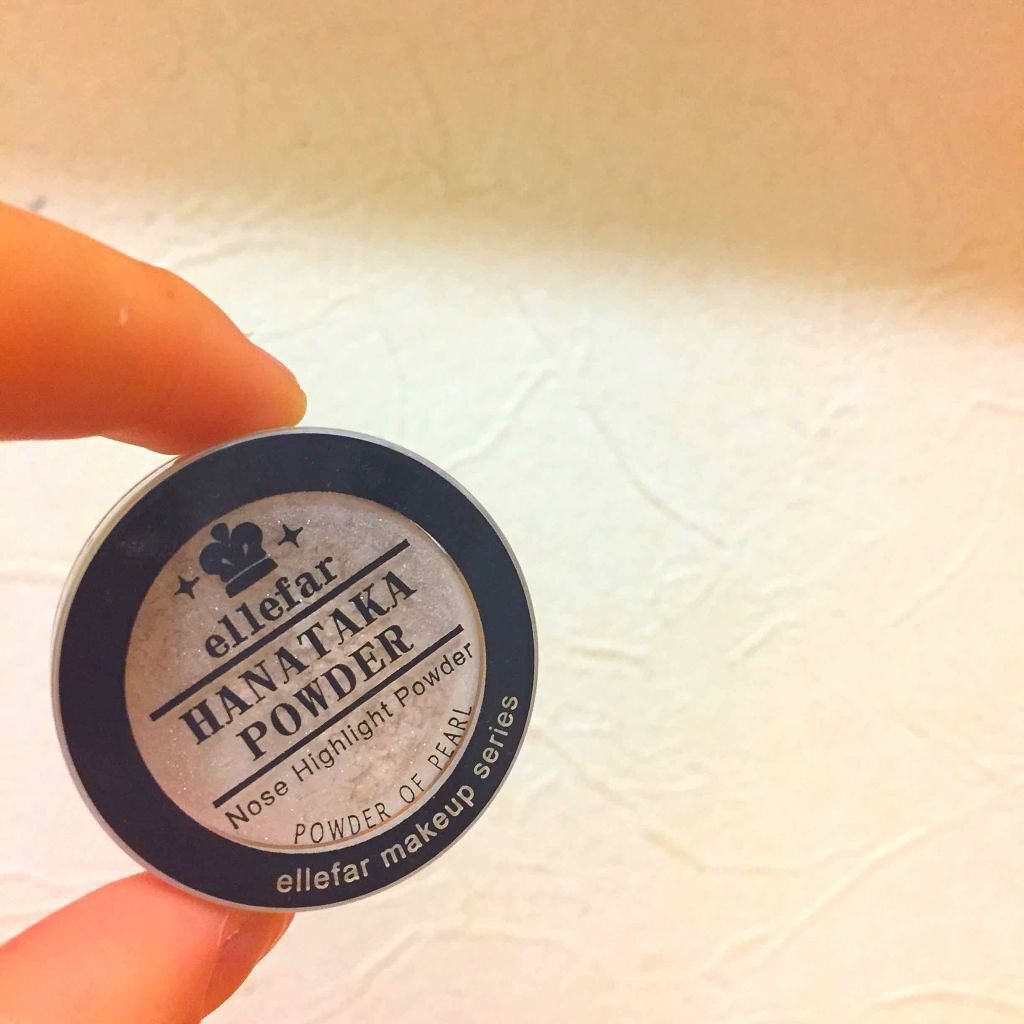 ellefar
HANATAKA
POWDER
Nose Highlight Powder
POWDER OF PEARL
ellefar makeup series